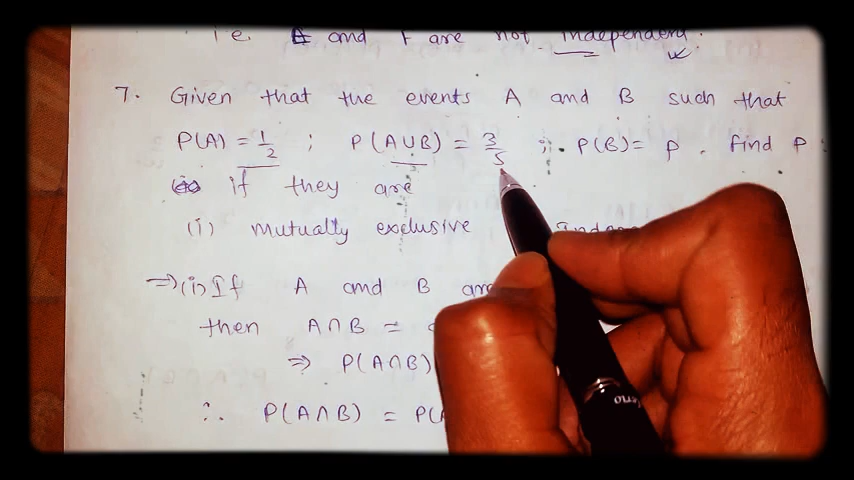 i.e. E and F are not independent.
7. Given that the events A and B such that
P(A) = 1/2 ; P(A∪B) = 3/5 ; P(B) = p . Find p
if they are
(i) mutually exclusive
⇒ (i) If A and B are
then A∩B =
⇒ P(A∩B)
∴ P(A∩B) = P(A